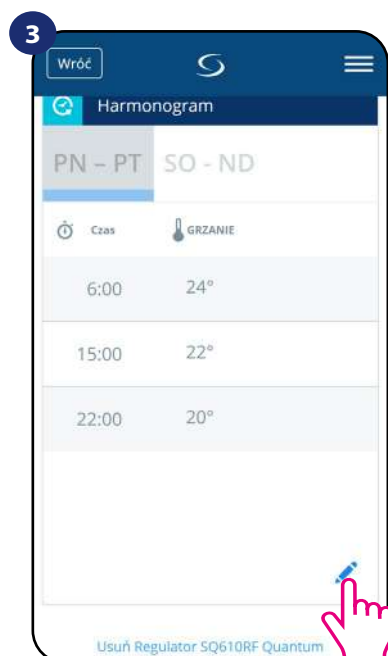 3
Wróć
Harmonogram
PN – PT SO - ND
Czas GRZANIE
6:00 24°
15:00 22°
22:00 20°
Usuń Regulator SQ610RF Quantum